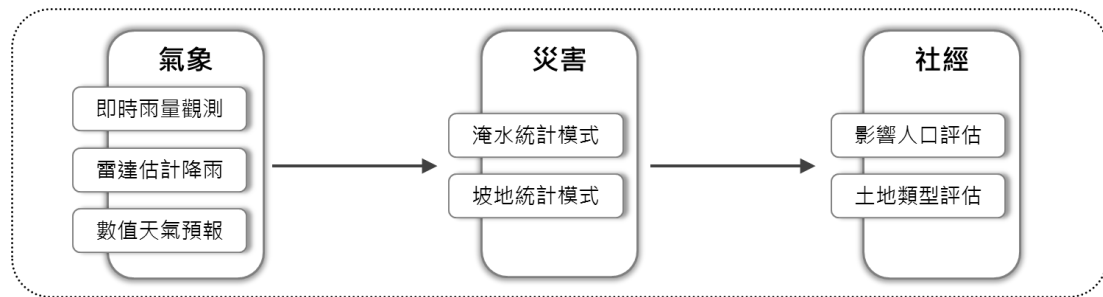 氣象
即時雨量觀測
雷達估計降雨
數值天氣預報
災害
淹水統計模式
坡地統計模式
社經
影響人口評估
土地類型評估